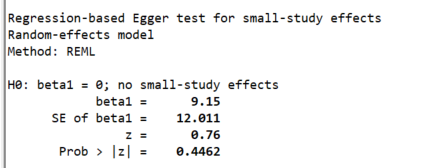 Regression-based Egger test for small-study effects
Random-effects model
Method: REML
H0: beta1 = 0; no small-study effects
beta1 = 9.15
SE of beta1 = 12.011
z = 0.76
Prob > |z| = 0.4462